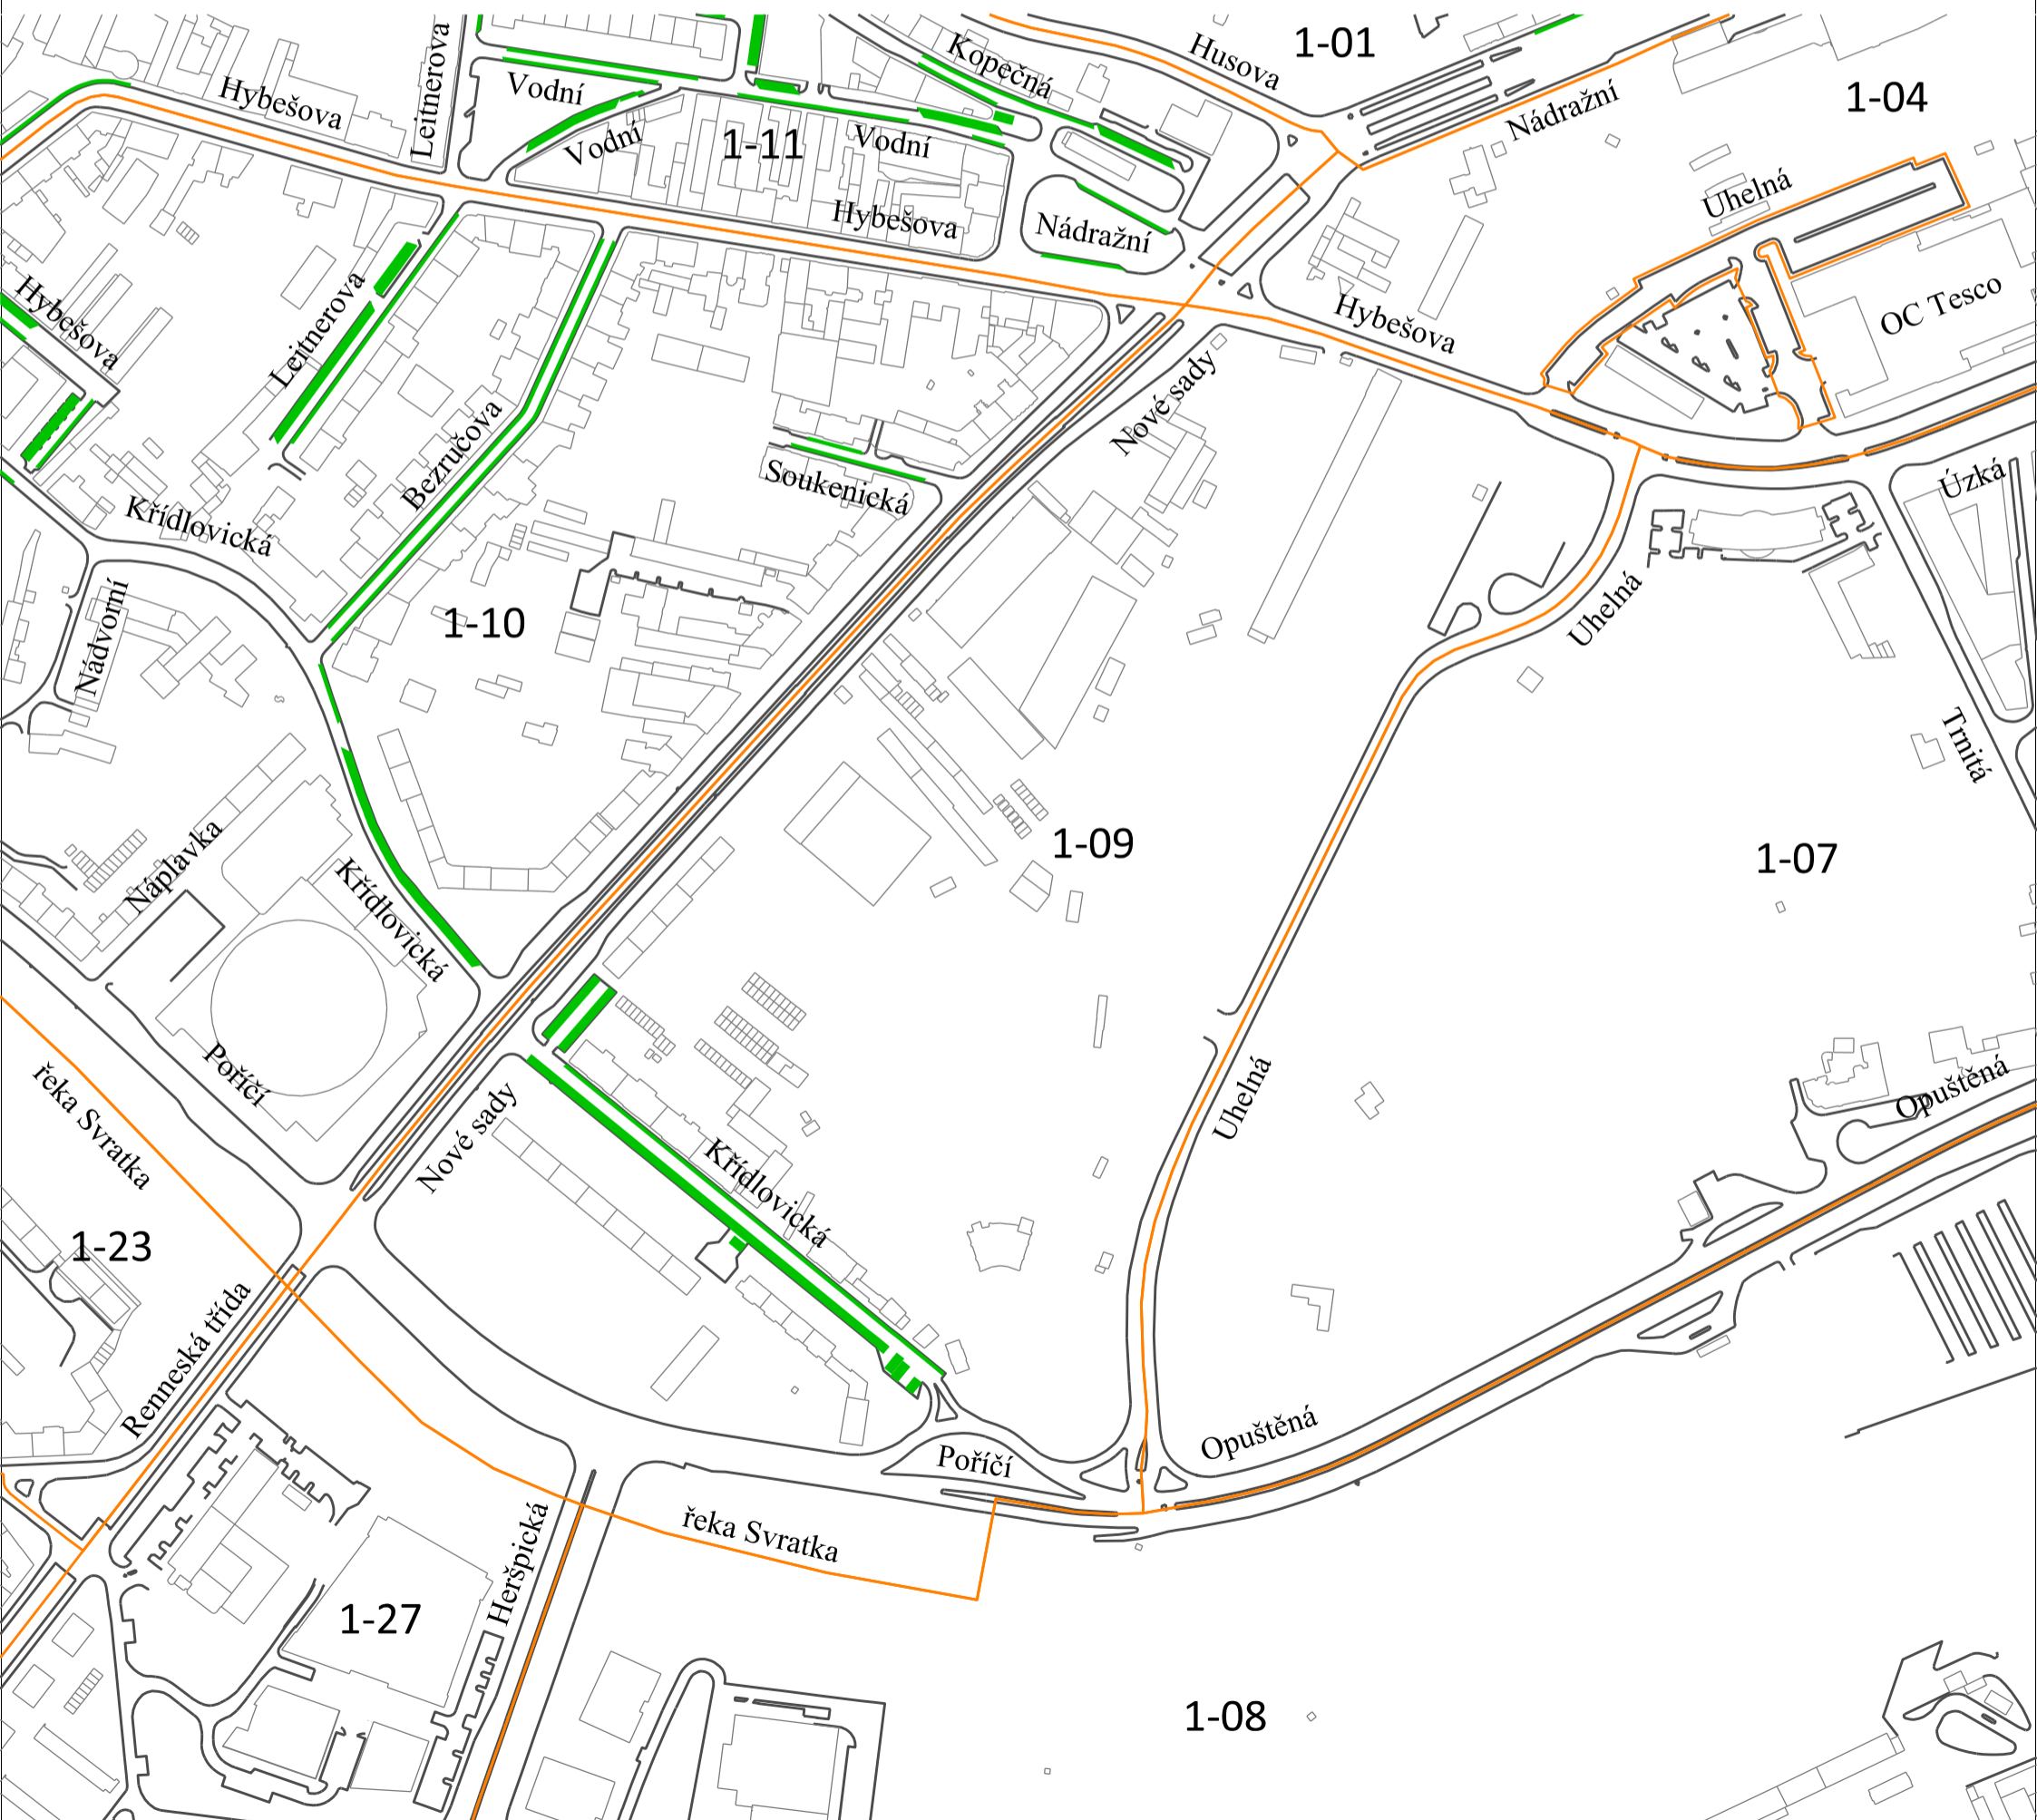 Husova
1-01
Kopečná
Leitnerova
Vodní
Hybešova
Nádražní
1-04
Vodní
1-11
Vodní
Uhelná
Hybešova
Nádražní
Hybešova
Leitnerova
Hybešova
OC Tesco
Nové sady
Bezručova
Soukenická
Úzká
Křídlovická
1-10
Nádvorní
Uhelná
Trnitá
1-09
1-07
Náplavka
Křídlovická
Poříčí
řeka Svratka
Nové sady
Uhelná
Opuštěná
Křídlovická
1-23
Renneská třída
Opuštěná
Poříčí
řeka Svratka
Heršpická
1-27
1-08